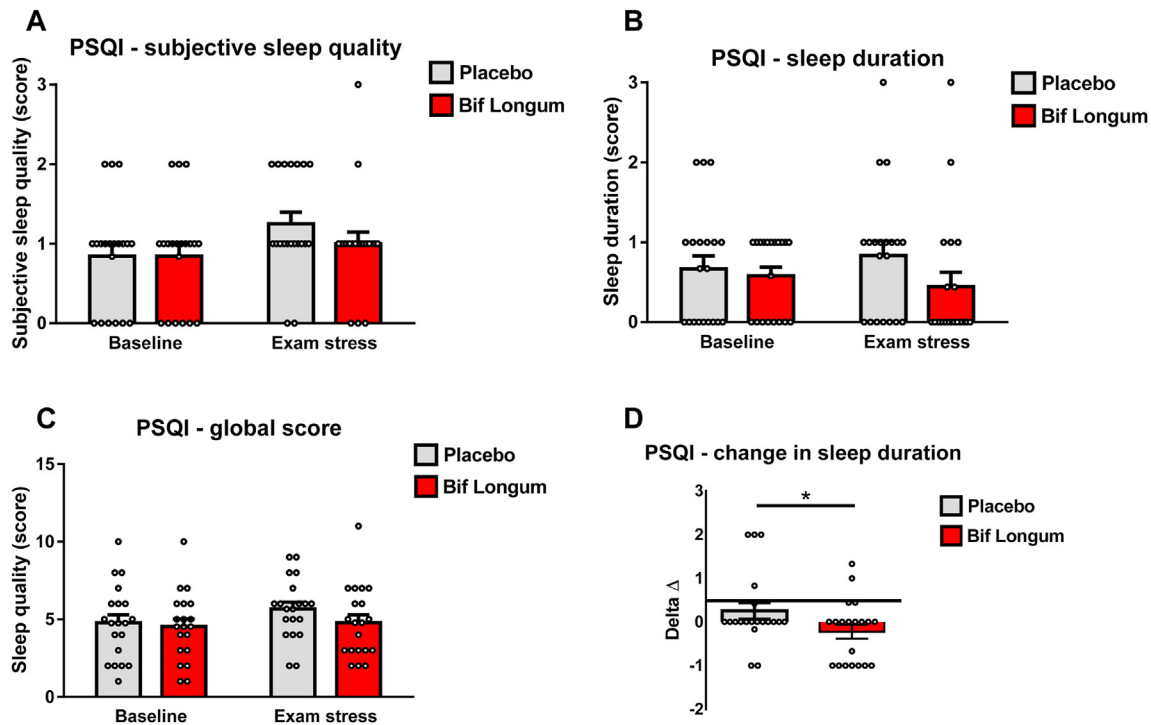 A
PSQI - subjective sleep quality
Placebo
Bif Longum
Subjective sleep quality (score)
3
2
1
0
Baseline
Exam stress
B
PSQI - sleep duration
Placebo
Bif Longum
Sleep duration (score)
3
2
1
0
Baseline
Exam stress
C
PSQI - global score
Placebo
Bif Longum
Sleep quality (score)
15
10
5
0
Baseline
Exam stress
D
PSQI - change in sleep duration
Placebo
Bif Longum
Delta Δ
3
2
1
0
-1
-2
*